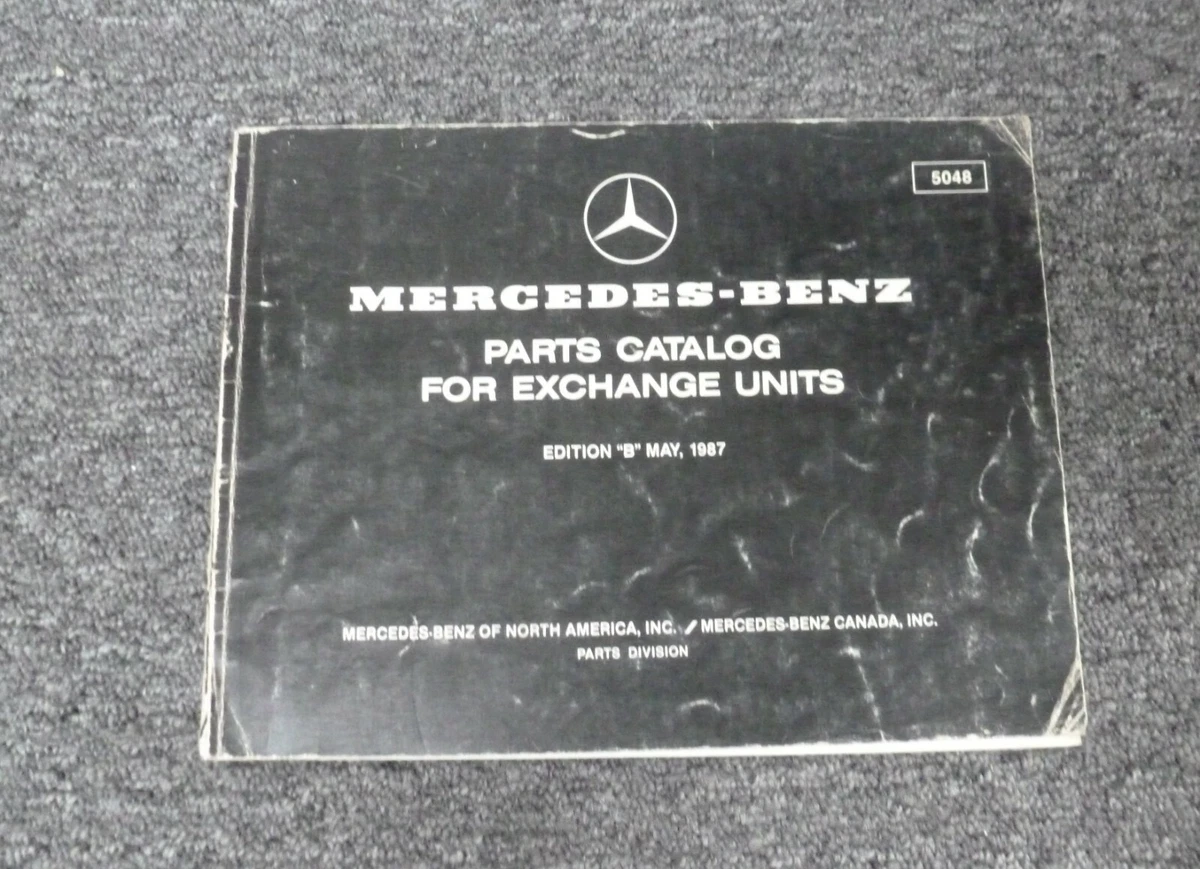 5048
MERCEDES-BENZ
PARTS CATALOG
FOR EXCHANGE UNITS
EDITION "B" MAY, 1987
MERCEDES-BENZ OF NORTH AMERICA, INC. / MERCEDES-BENZ CANADA, INC.
PARTS DIVISION